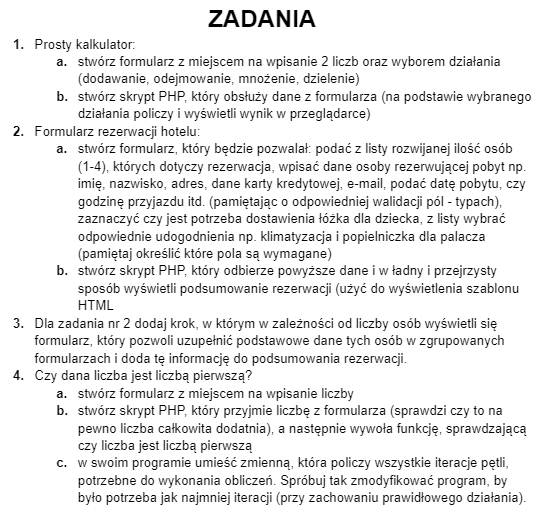 ZADANIA
1. Prosty kalkulator:
a. stwórz formularz z miejscem na wpisanie 2 liczb oraz wyborem działania
(dodawanie, odejmowanie, mnożenie, dzielenie)
b. stwórz skrypt PHP, który obsłuży dane z formularza (na podstawie wybranego
działania policzy i wyświetli wynik w przeglądarce)
2. Formularz rezerwacji hotelu:
a. stwórz formularz, który będzie pozwalał: podać z listy rozwijanej ilość osób
(1-4), których dotyczy rezerwacja, wpisać dane osoby rezerwującej pobyt np.
imię, nazwisko, adres, dane karty kredytowej, e-mail, podać datę pobytu, czy
godzinę przyjazdu itd. (pamiętając o odpowiedniej walidacji pól - typach),
zaznaczyć czy jest potrzeba dostawienia łóżka dla dziecka, z listy wybrać
odpowiednie udogodnienia np. klimatyzacja i popielniczka dla palacza
(pamiętaj określić które pola są wymagane)
b. stwórz skrypt PHP, który odbierze powyższe dane i w ładny i przejrzysty
sposób wyświetli podsumowanie rezerwacji (użyć do wyświetlenia szablonu
HTML
3. Dla zadania nr 2 dodaj krok, w którym w zależności od liczby osób wyświetli się
formularz, który pozwoli uzupełnić podstawowe dane tych osób w zgrupowanych
formularzach i doda tę informację do podsumowania rezerwacji.
4. Czy dana liczba jest liczbą pierwszą?
a. stwórz formularz z miejscem na wpisanie liczby
b. stwórz skrypt PHP, który przyjmie liczbę z formularza (sprawdzi czy to na
pewno liczba całkowita dodatnia), a następnie wywoła funkcję, sprawdzającą
czy liczba jest liczbą pierwszą
c. w swoim programie umieść zmienną, która policzy wszystkie iteracje pętli,
potrzebne do wykonania obliczeń. Spróbuj tak zmodyfikować program, by
było potrzeba jak najmniej iteracji (przy zachowaniu prawidłowego działania).